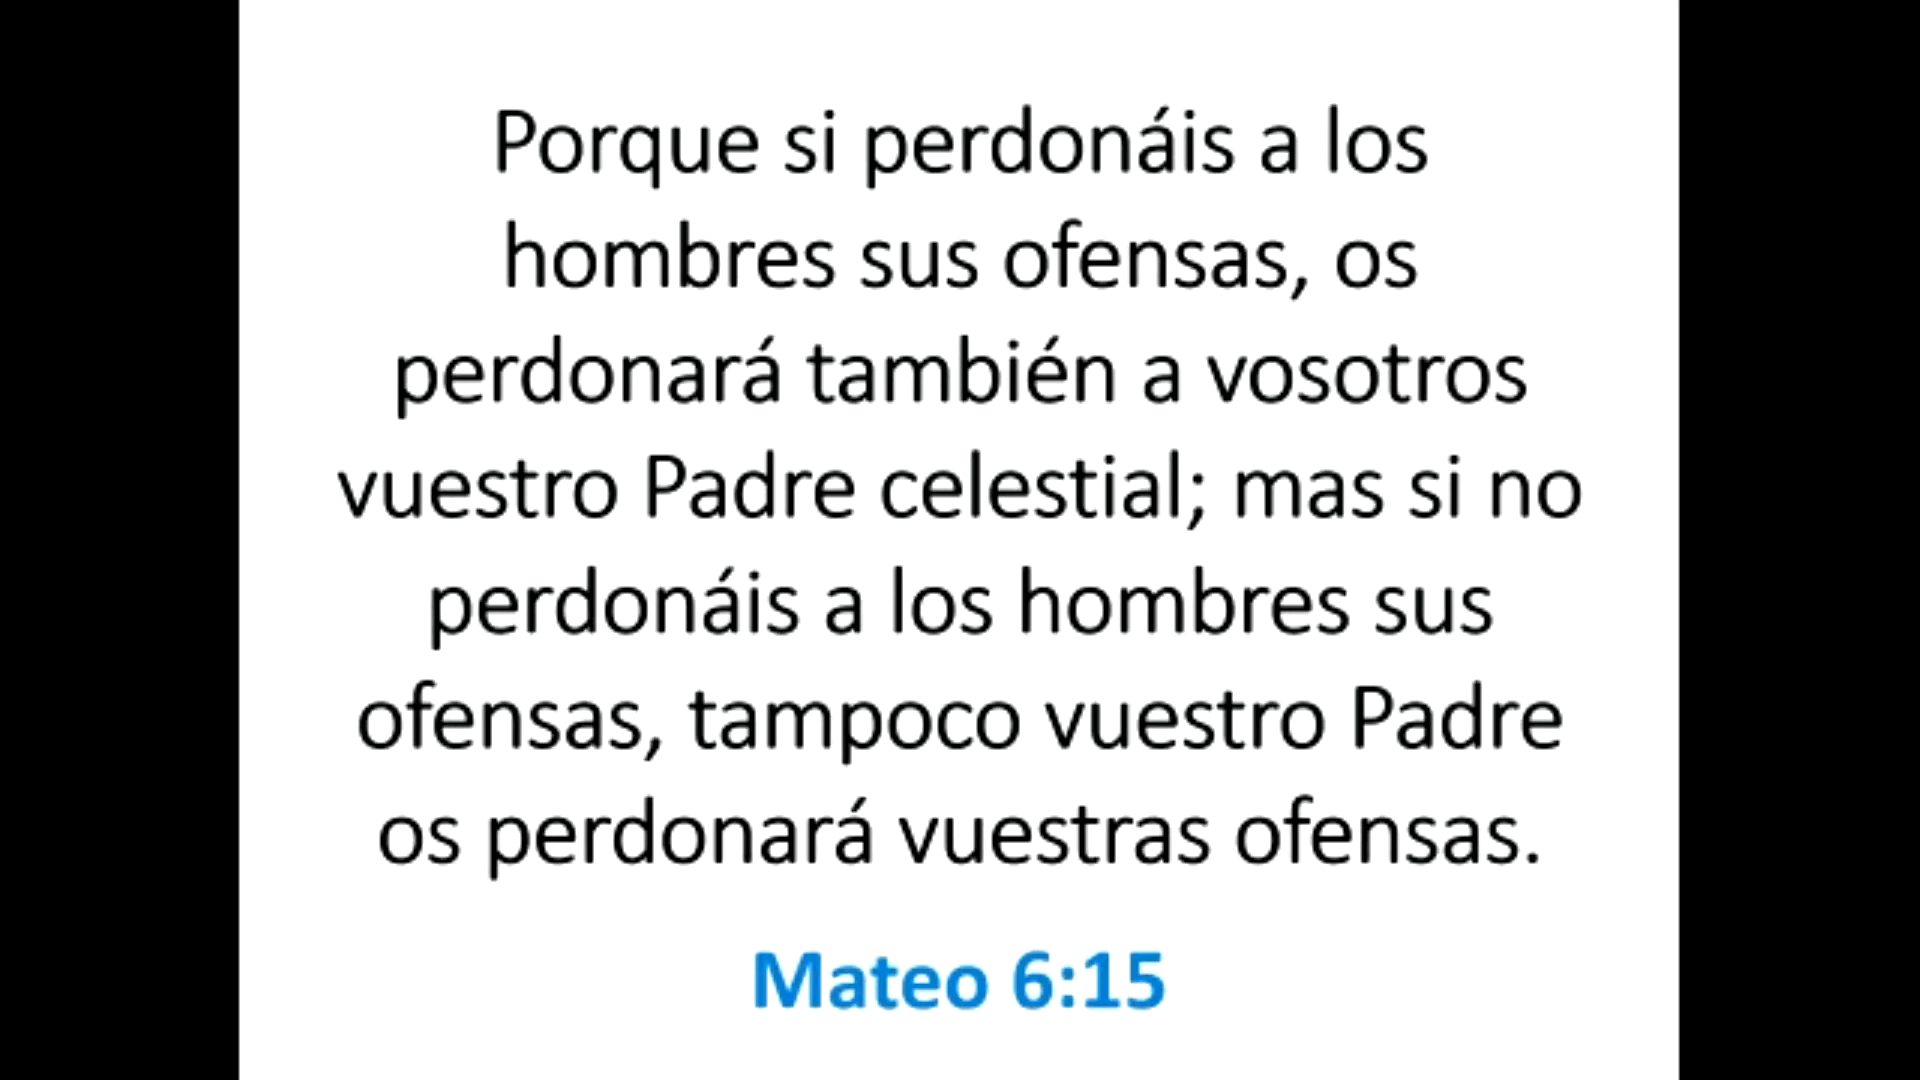 Porque si perdonáis a los
hombres sus ofensas, os
perdonará también a vosotros
vuestro Padre celestial; mas si no
perdonáis a los hombres sus
ofensas, tampoco vuestro Padre
os perdonará vuestras ofensas.
Mateo 6:15